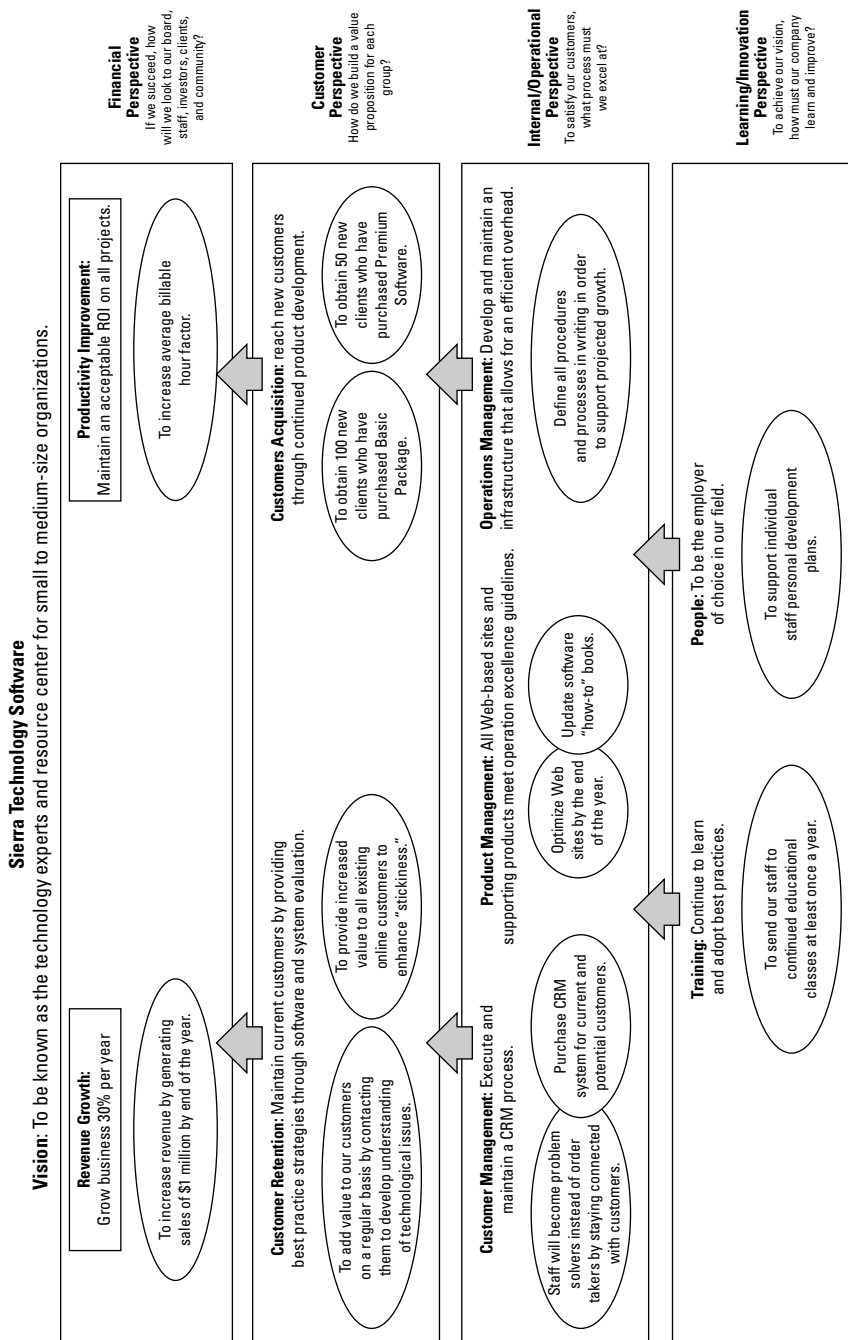 Sierra Technology Software
Vision: To be known as the technology experts and resource center for small to medium-size organizations.
Revenue Growth:
Grow business 30% per year
To increase revenue by generating
sales of $1 million by end of the year.
Productivity Improvement:
Maintain an acceptable ROI on all projects.
To increase average billable
hour factor.
Financial
Perspective
If we succeed, how
will we look to our board,
staff, investors, clients,
and community?
Customer Retention: Maintain current customers by providing
best practice strategies through software and system evaluation.
To add value to our customers
on a regular basis by contacting
them to develop understanding
of technological issues.
To provide increased
value to all existing
online customers to
enhance “stickiness.”
Customers Acquisition: reach new customers
through continued product development.
To obtain 100 new
clients who have
purchased Basic
Package.
To obtain 50 new
clients who have
purchased Premium
Software.
Customer
Perspective
How do we build a value
proposition for each
group?
Customer Management: Execute and
maintain a CRM process.
Staff will become problem
solvers instead of order
takers by staying connected
with customers.
Purchase CRM
system for current and
potential customers.
Product Management: All Web-based sites and
supporting products meet operation excellence guidelines.
Optimize Web
sites by the end
of the year.
Update software
“how-to” books.
Operations Management: Develop and maintain an
infrastructure that allows for an efficient overhead.
Define all procedures
and processes in writing in order
to support projected growth.
Internal/Operational
Perspective
To satisfy our customers,
what process must
we excel at?
Training: Continue to learn
and adopt best practices.
To send our staff to
continued educational
classes at least once a year.
People: To be the employer
of choice in our field.
To support individual
staff personal development
plans.
Learning/Innovation
Perspective
To achieve our vision,
how must our company
learn and improve?